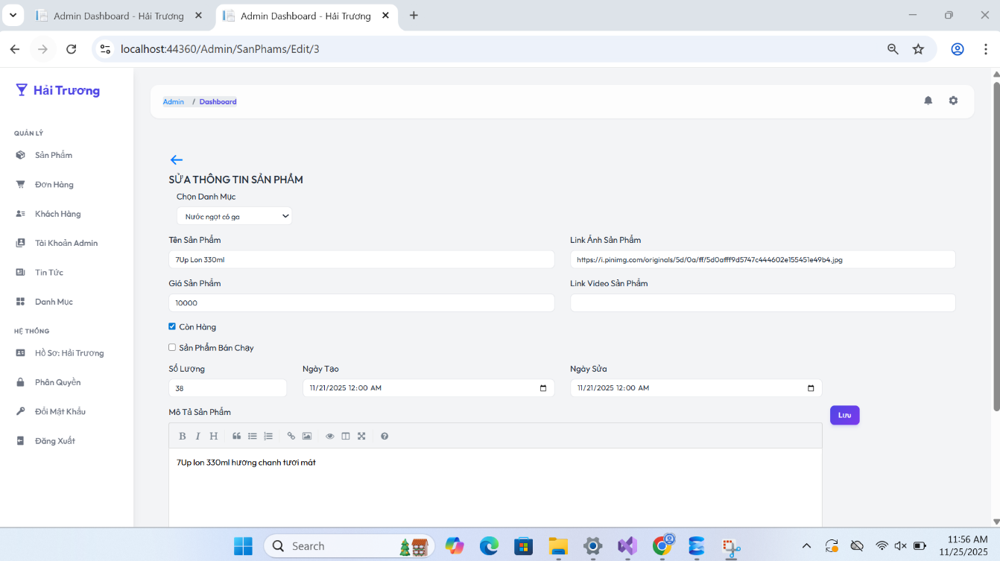 Admin Dashboard - Hải Trương
Admin Dashboard - Hải Trương
localhost:44360/Admin/SanPhams/Edit/3
Hải Trương
Admin / Dashboard
QUẢN LÝ
Sản Phẩm
Đơn Hàng
Khách Hàng
Tài Khoản Admin
Tin Tức
Danh Mục
HỆ THỐNG
Hồ Sơ: Hải Trương
Phân Quyền
Đổi Mật Khẩu
Đăng Xuất
SỬA THÔNG TIN SẢN PHẨM
Chọn Danh Mục
Nước ngọt có ga
Tên Sản Phẩm
7Up Lon 330ml
Link Ảnh Sản Phẩm
https://i.pinimg.com/originals/5d/0a/ff/5d0afff9d5747c444602e155451e49b4.jpg
Giá Sản Phẩm
10000
Link Video Sản Phẩm
Còn Hàng
Sản Phẩm Bán Chạy
Số Lượng
38
Ngày Tạo
11/21/2025 12:00 AM
Ngày Sửa
11/21/2025 12:00 AM
Mô Tả Sản Phẩm
Lưu
B I H
7Up lon 330ml hương chanh tươi mát
Search
11:56 AM
11/25/2025